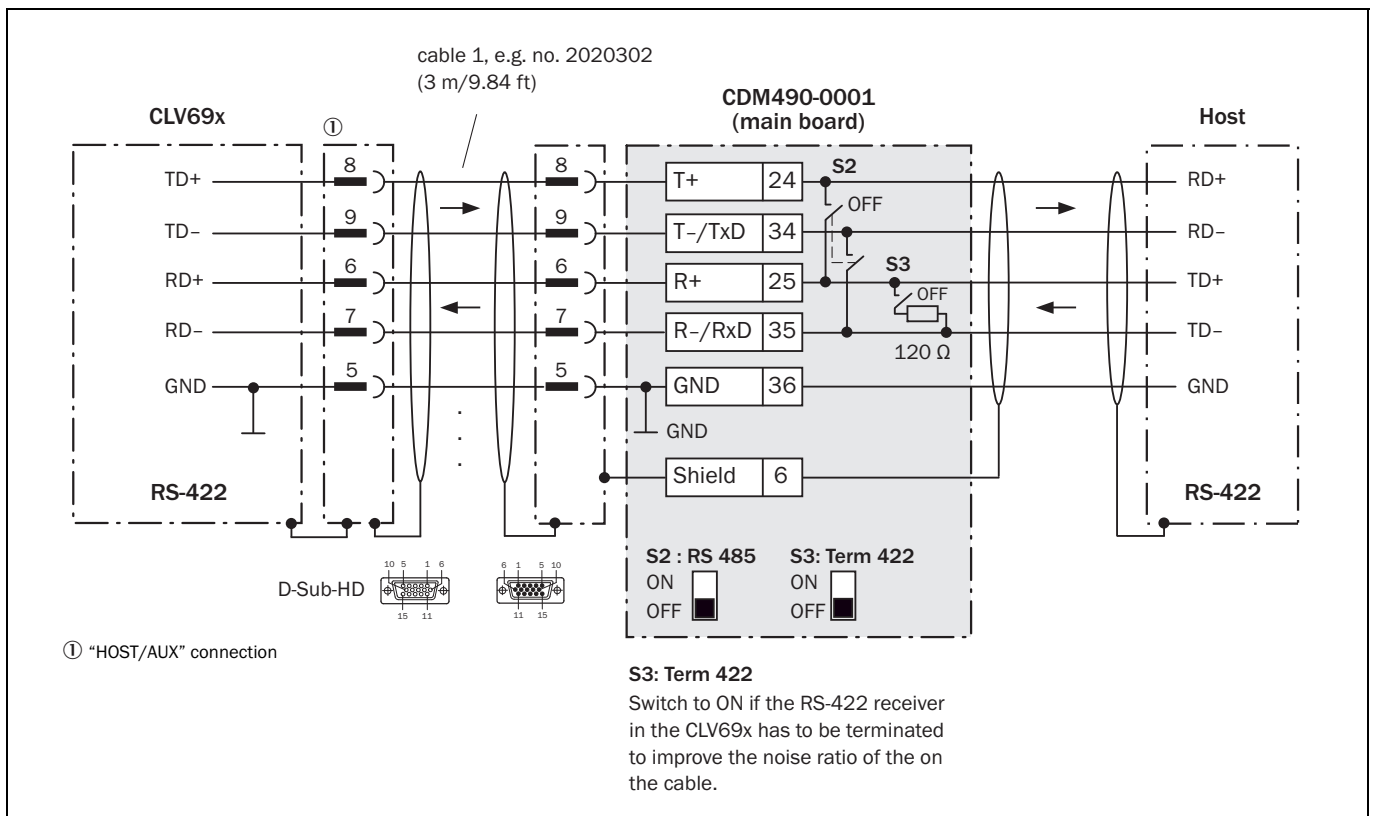 cable 1, e.g. no. 2020302
(3 m/9.84 ft)
CLV69x
①
CDM490-0001
(main board)
Host
TD+ 8 8 T+ 24 S2 RD+
OFF
TD– 9 9 T–/TxD 34 RD–
S3
RD+ 6 6 R+ 25 TD+
OFF
RD– 7 7 R–/RxD 35 TD–
120 Ω
GND 5 5 GND 36 GND
GND
Shield 6
RS-422 RS-422
S2 : RS 485 S3: Term 422
ON ON
OFF OFF
D-Sub-HD
10 5 1 6
15 11
6 1 5 10
11 15
① "HOST/AUX" connection
S3: Term 422
Switch to ON if the RS-422 receiver
in the CLV69x has to be terminated
to improve the noise ratio of the on
the cable.